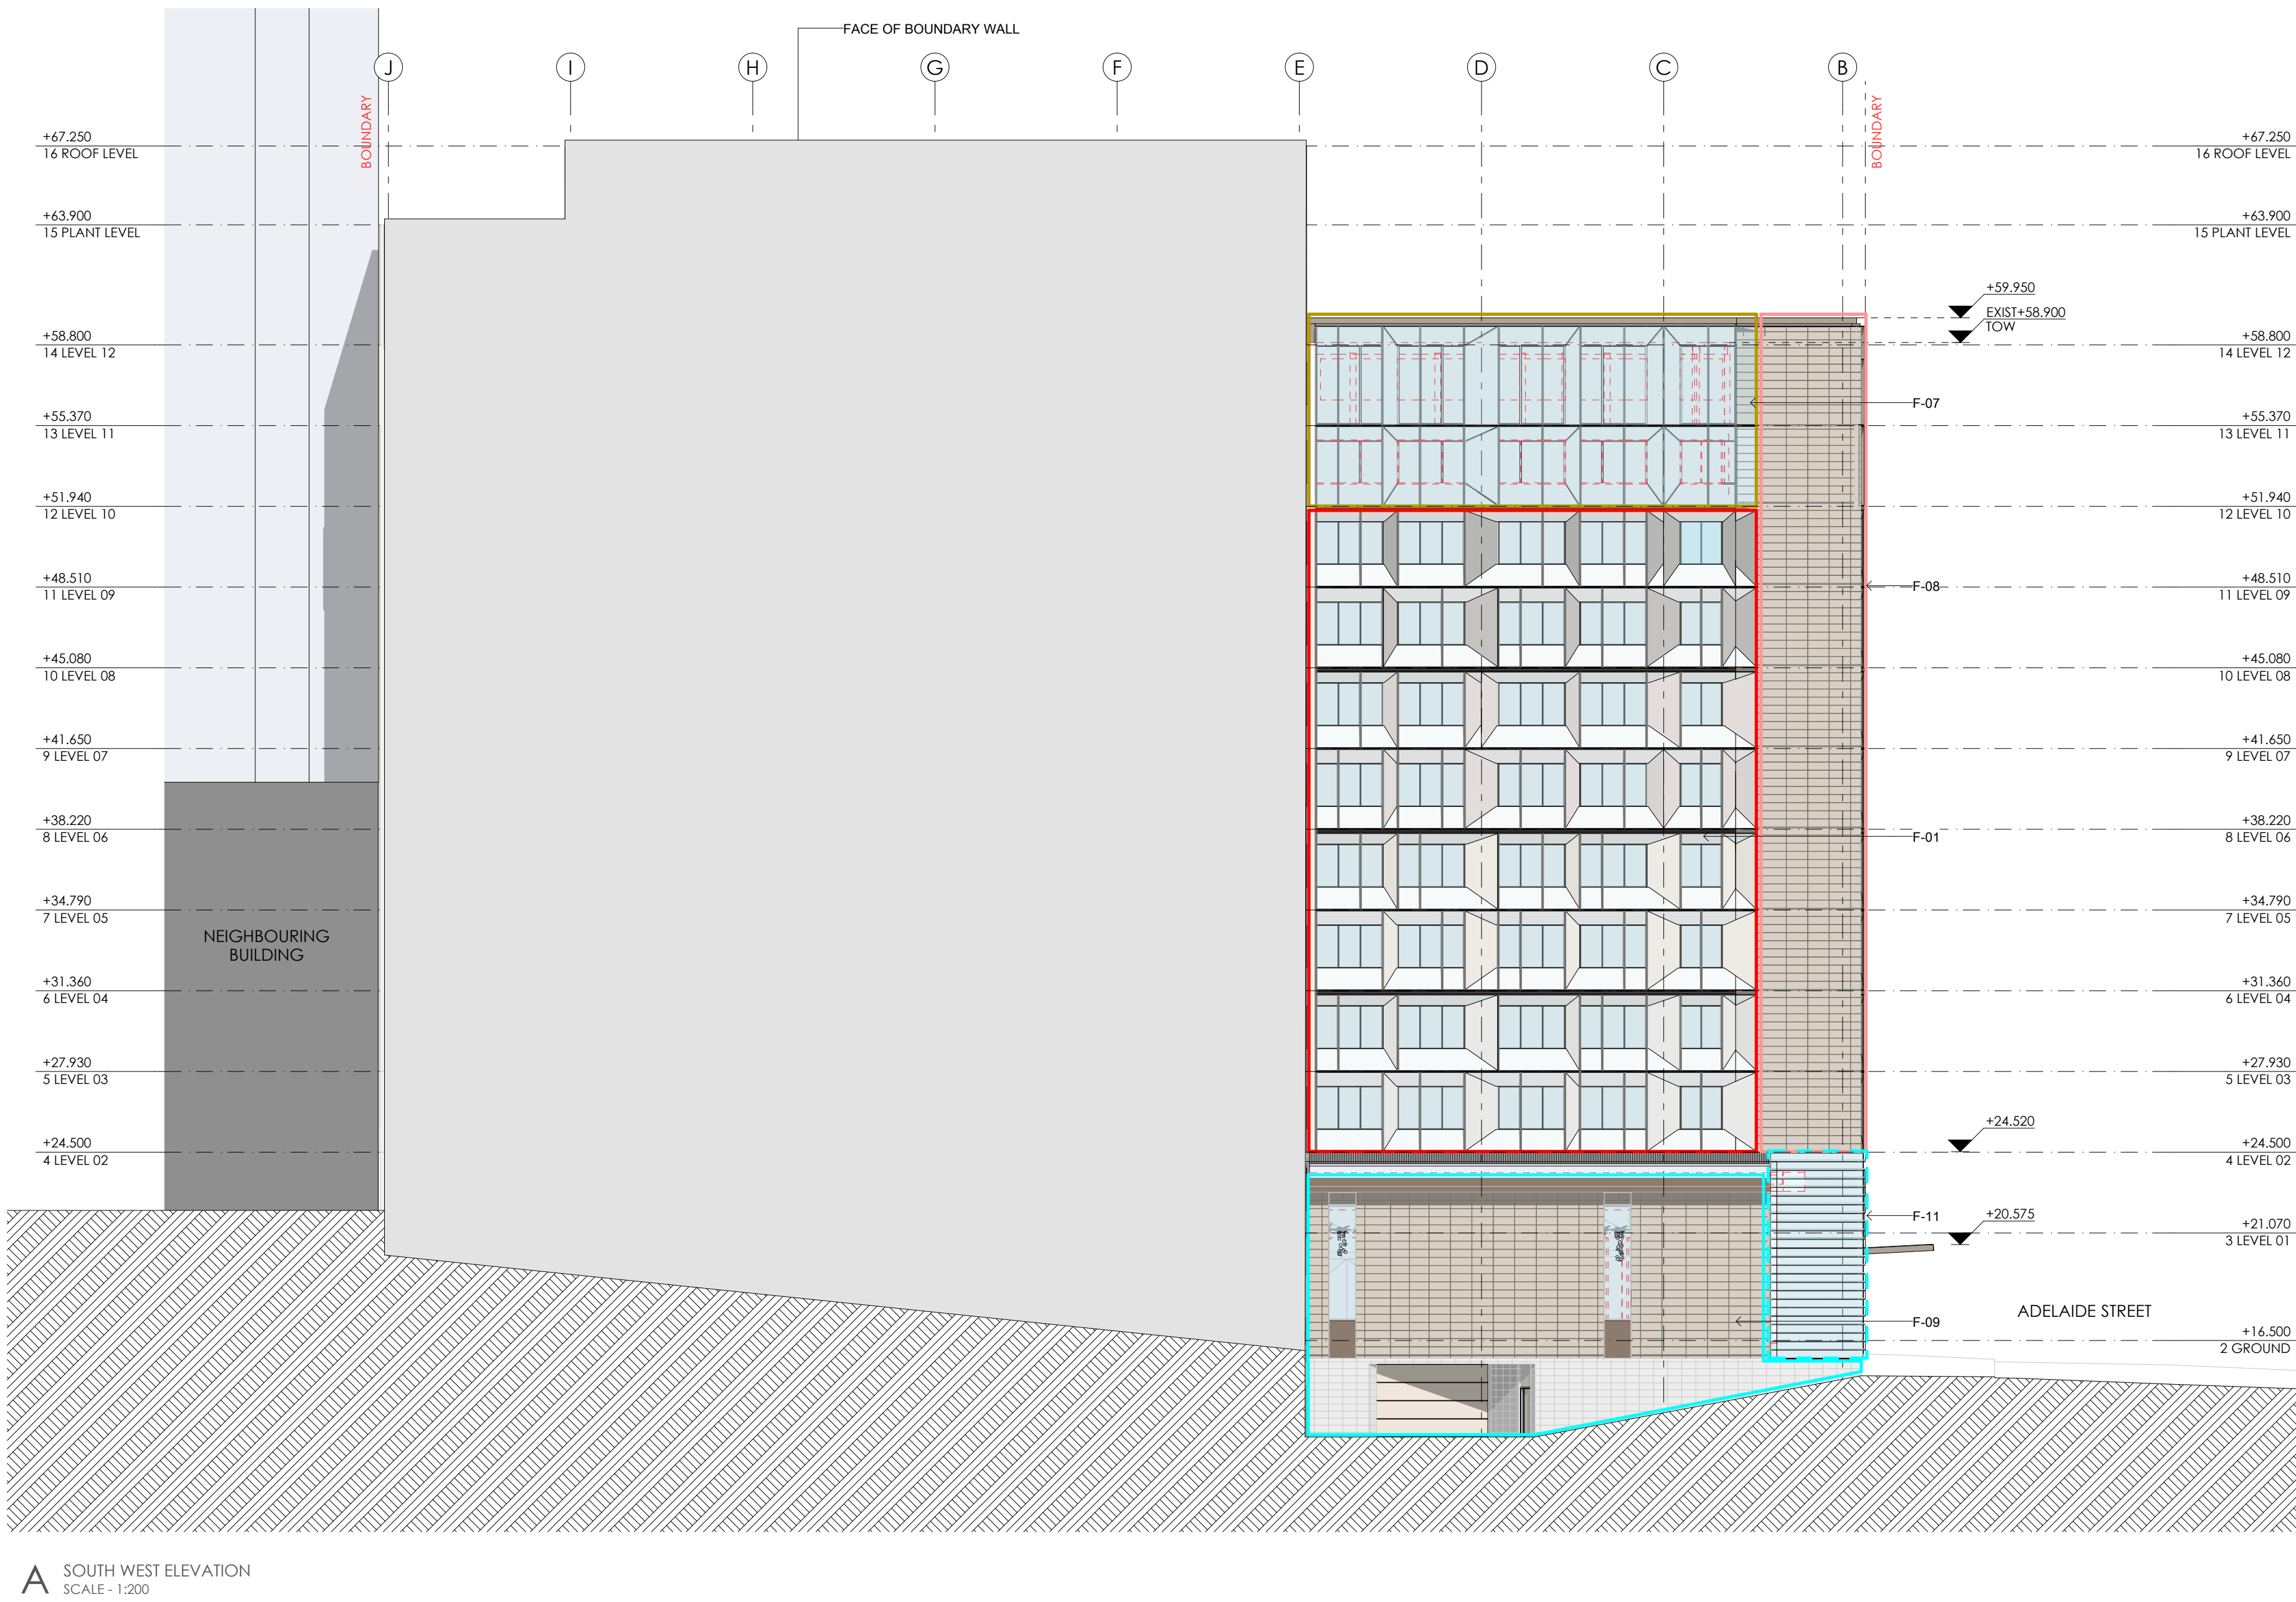 FACE OF BOUNDARY WALL
J
I
H
G
F
E
D
C
B
BOUNDARY
BOUNDARY
+67.250
16 ROOF LEVEL
+67.250
16 ROOF LEVEL
+63.900
15 PLANT LEVEL
+63.900
15 PLANT LEVEL
+59.950
EXIST+58.900
TOW
+58.800
14 LEVEL 12
+58.800
14 LEVEL 12
F-07
+55.370
13 LEVEL 11
+55.370
13 LEVEL 11
+51.940
12 LEVEL 10
+51.940
12 LEVEL 10
+48.510
11 LEVEL 09
F-08
+48.510
11 LEVEL 09
+45.080
10 LEVEL 08
+45.080
10 LEVEL 08
+41.650
9 LEVEL 07
+41.650
9 LEVEL 07
+38.220
8 LEVEL 06
F-01
+38.220
8 LEVEL 06
+34.790
7 LEVEL 05
+34.790
7 LEVEL 05
NEIGHBOURING
BUILDING
+31.360
6 LEVEL 04
+31.360
6 LEVEL 04
+27.930
5 LEVEL 03
+27.930
5 LEVEL 03
+24.520
+24.500
4 LEVEL 02
+24.500
4 LEVEL 02
F-11
+20.575
+21.070
3 LEVEL 01
ADELAIDE STREET
F-09
+16.500
2 GROUND
A
SOUTH WEST ELEVATION
SCALE - 1:200